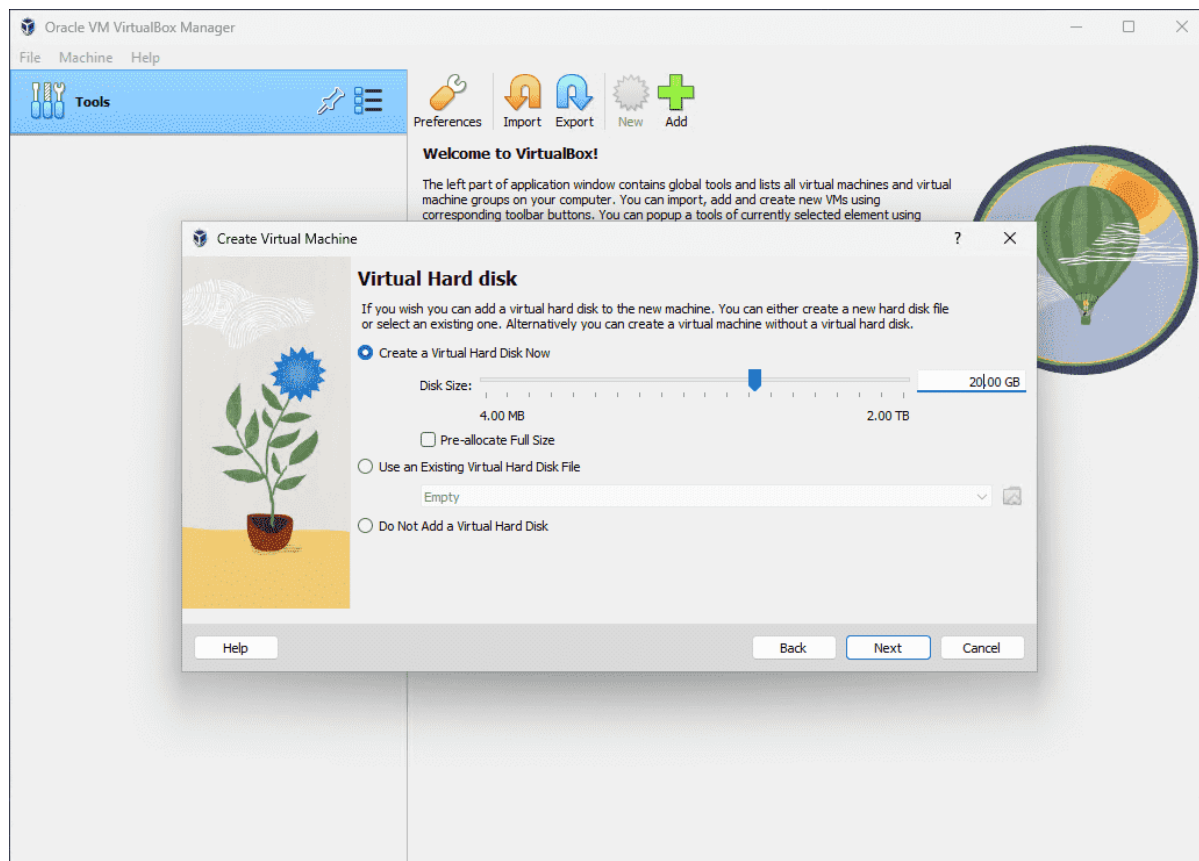 Oracle VM VirtualBox Manager
File Machine Help
Tools
Preferences Import Export New Add
Welcome to VirtualBox!
The left part of application window contains global tools and lists all virtual machines and virtual
machine groups on your computer. You can import, add and create new VMs using
corresponding toolbar buttons. You can popup a tools of currently selected element using
Create Virtual Machine ?
Virtual Hard disk
If you wish you can add a virtual hard disk to the new machine. You can either create a new hard disk file
or select an existing one. Alternatively you can create a virtual machine without a virtual hard disk.
Create a Virtual Hard Disk Now
Disk Size: 20.00 GB
4.00 MB 2.00 TB
Pre-allocate Full Size
Use an Existing Virtual Hard Disk File
Empty
Do Not Add a Virtual Hard Disk
Help Back Next Cancel